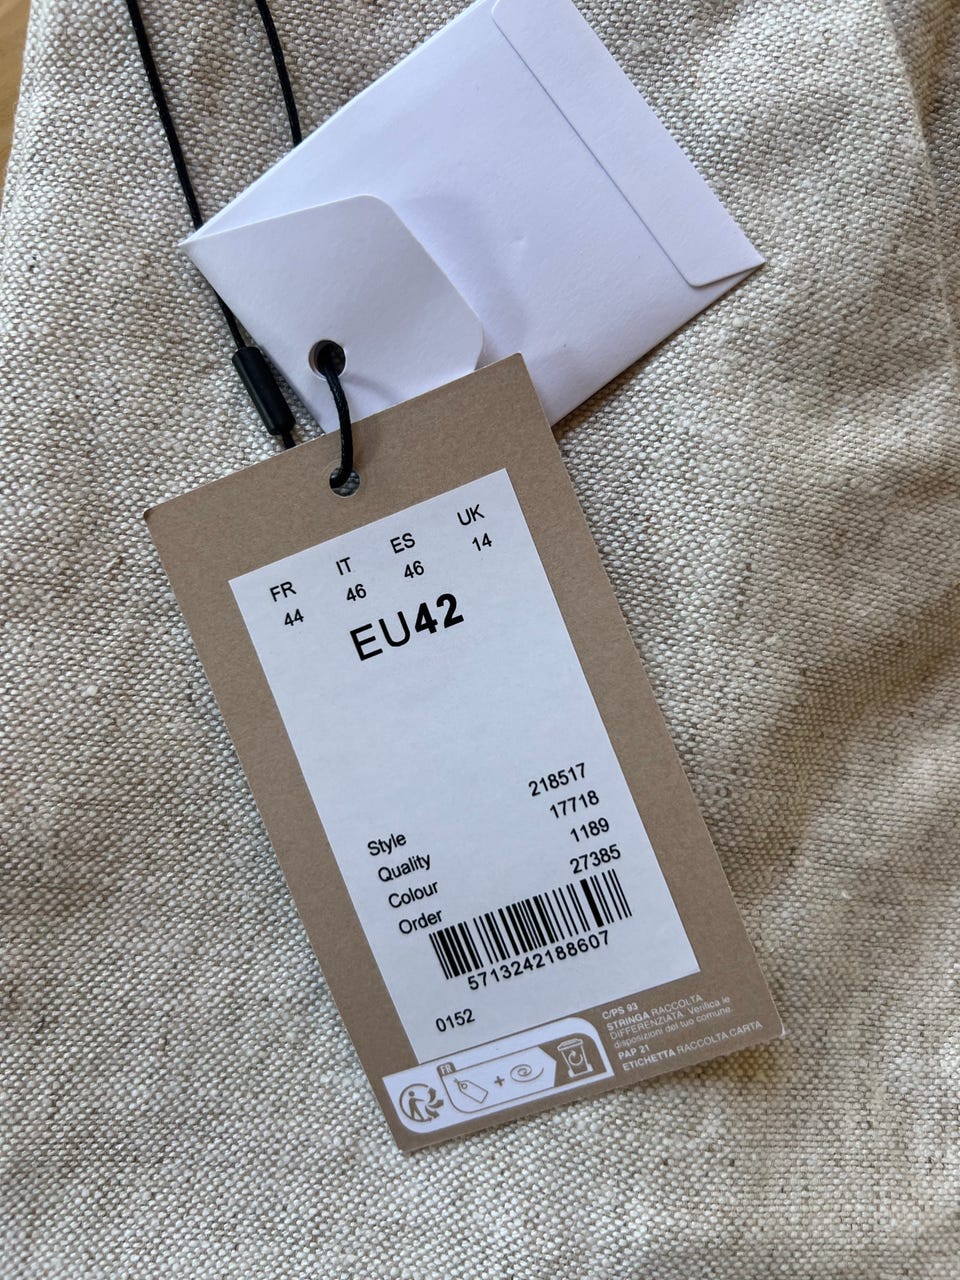 FR IT ES UK
44 46 46 14
EU42
Style 218517
Quality 17718
Colour 1189
Order 27385
5713242188607
0152
FR
+
C/PS 93
STRINGA RACCOLTA
DIFFERENZIATA. Verifica le
disposizioni del tuo comune.
PAP 21
ETICHETTA RACCOLTA CARTA